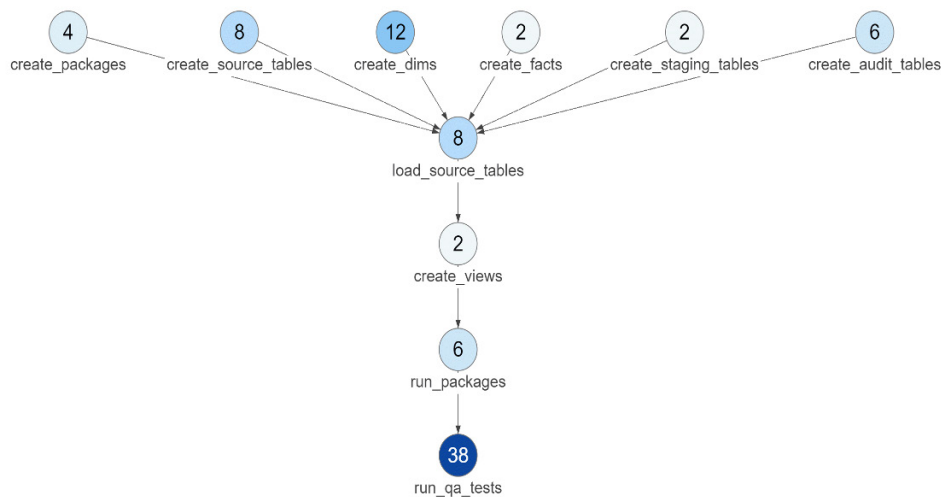 4
8
12
2
2
6
create_packages
create_source_tables
create_dims
create_facts
create_staging_tables
create_audit_tables
8
load_source_tables
2
create_views
6
run_packages
38
run_qa_tests